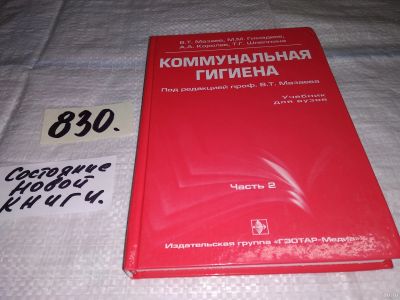 В.Т. Мазаев, М.М. Гимадеев,
А.А. Королев, Т.Г. Шлепнина
КОММУНАЛЬНАЯ
ГИГИЕНА
Под редакцией проф. В.Т. Мазаева
Учебник
для вузов
Часть 2
Издательская группа «ГЭОТАР-Медиа»
830.
Состояние
новой
книги.